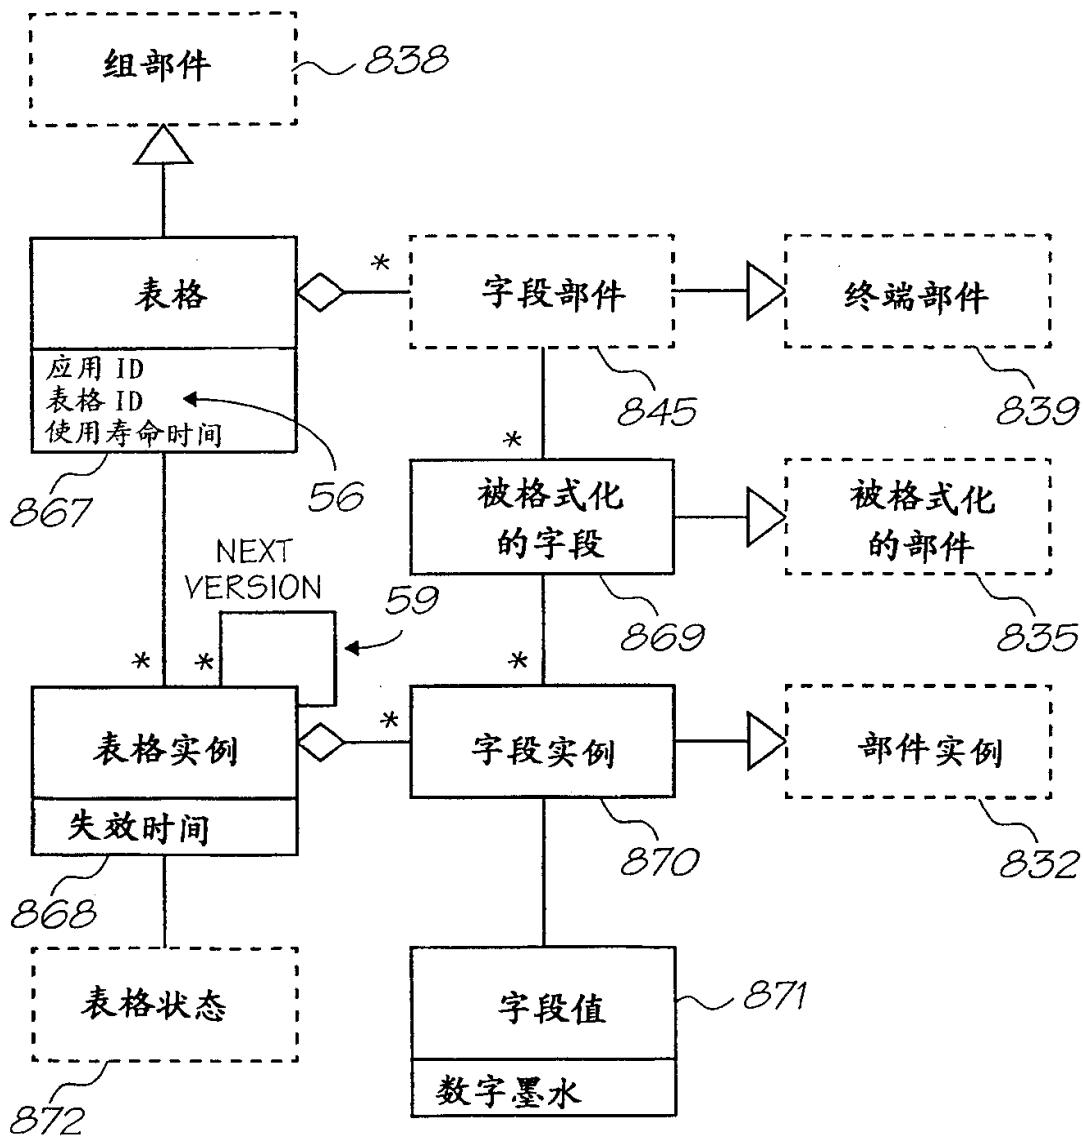 组部件
838
表格
*
字段部件
终端部件
应用 ID
表格 ID
使用寿命时间
845
839
56
867
*
被格式化
的字段
被格式化
的部件
NEXT
VERSION
59
869
835
*
*
*
表格实例
*
字段实例
部件实例
失效时间
870
832
868
表格状态
字段值
871
数字墨水
872